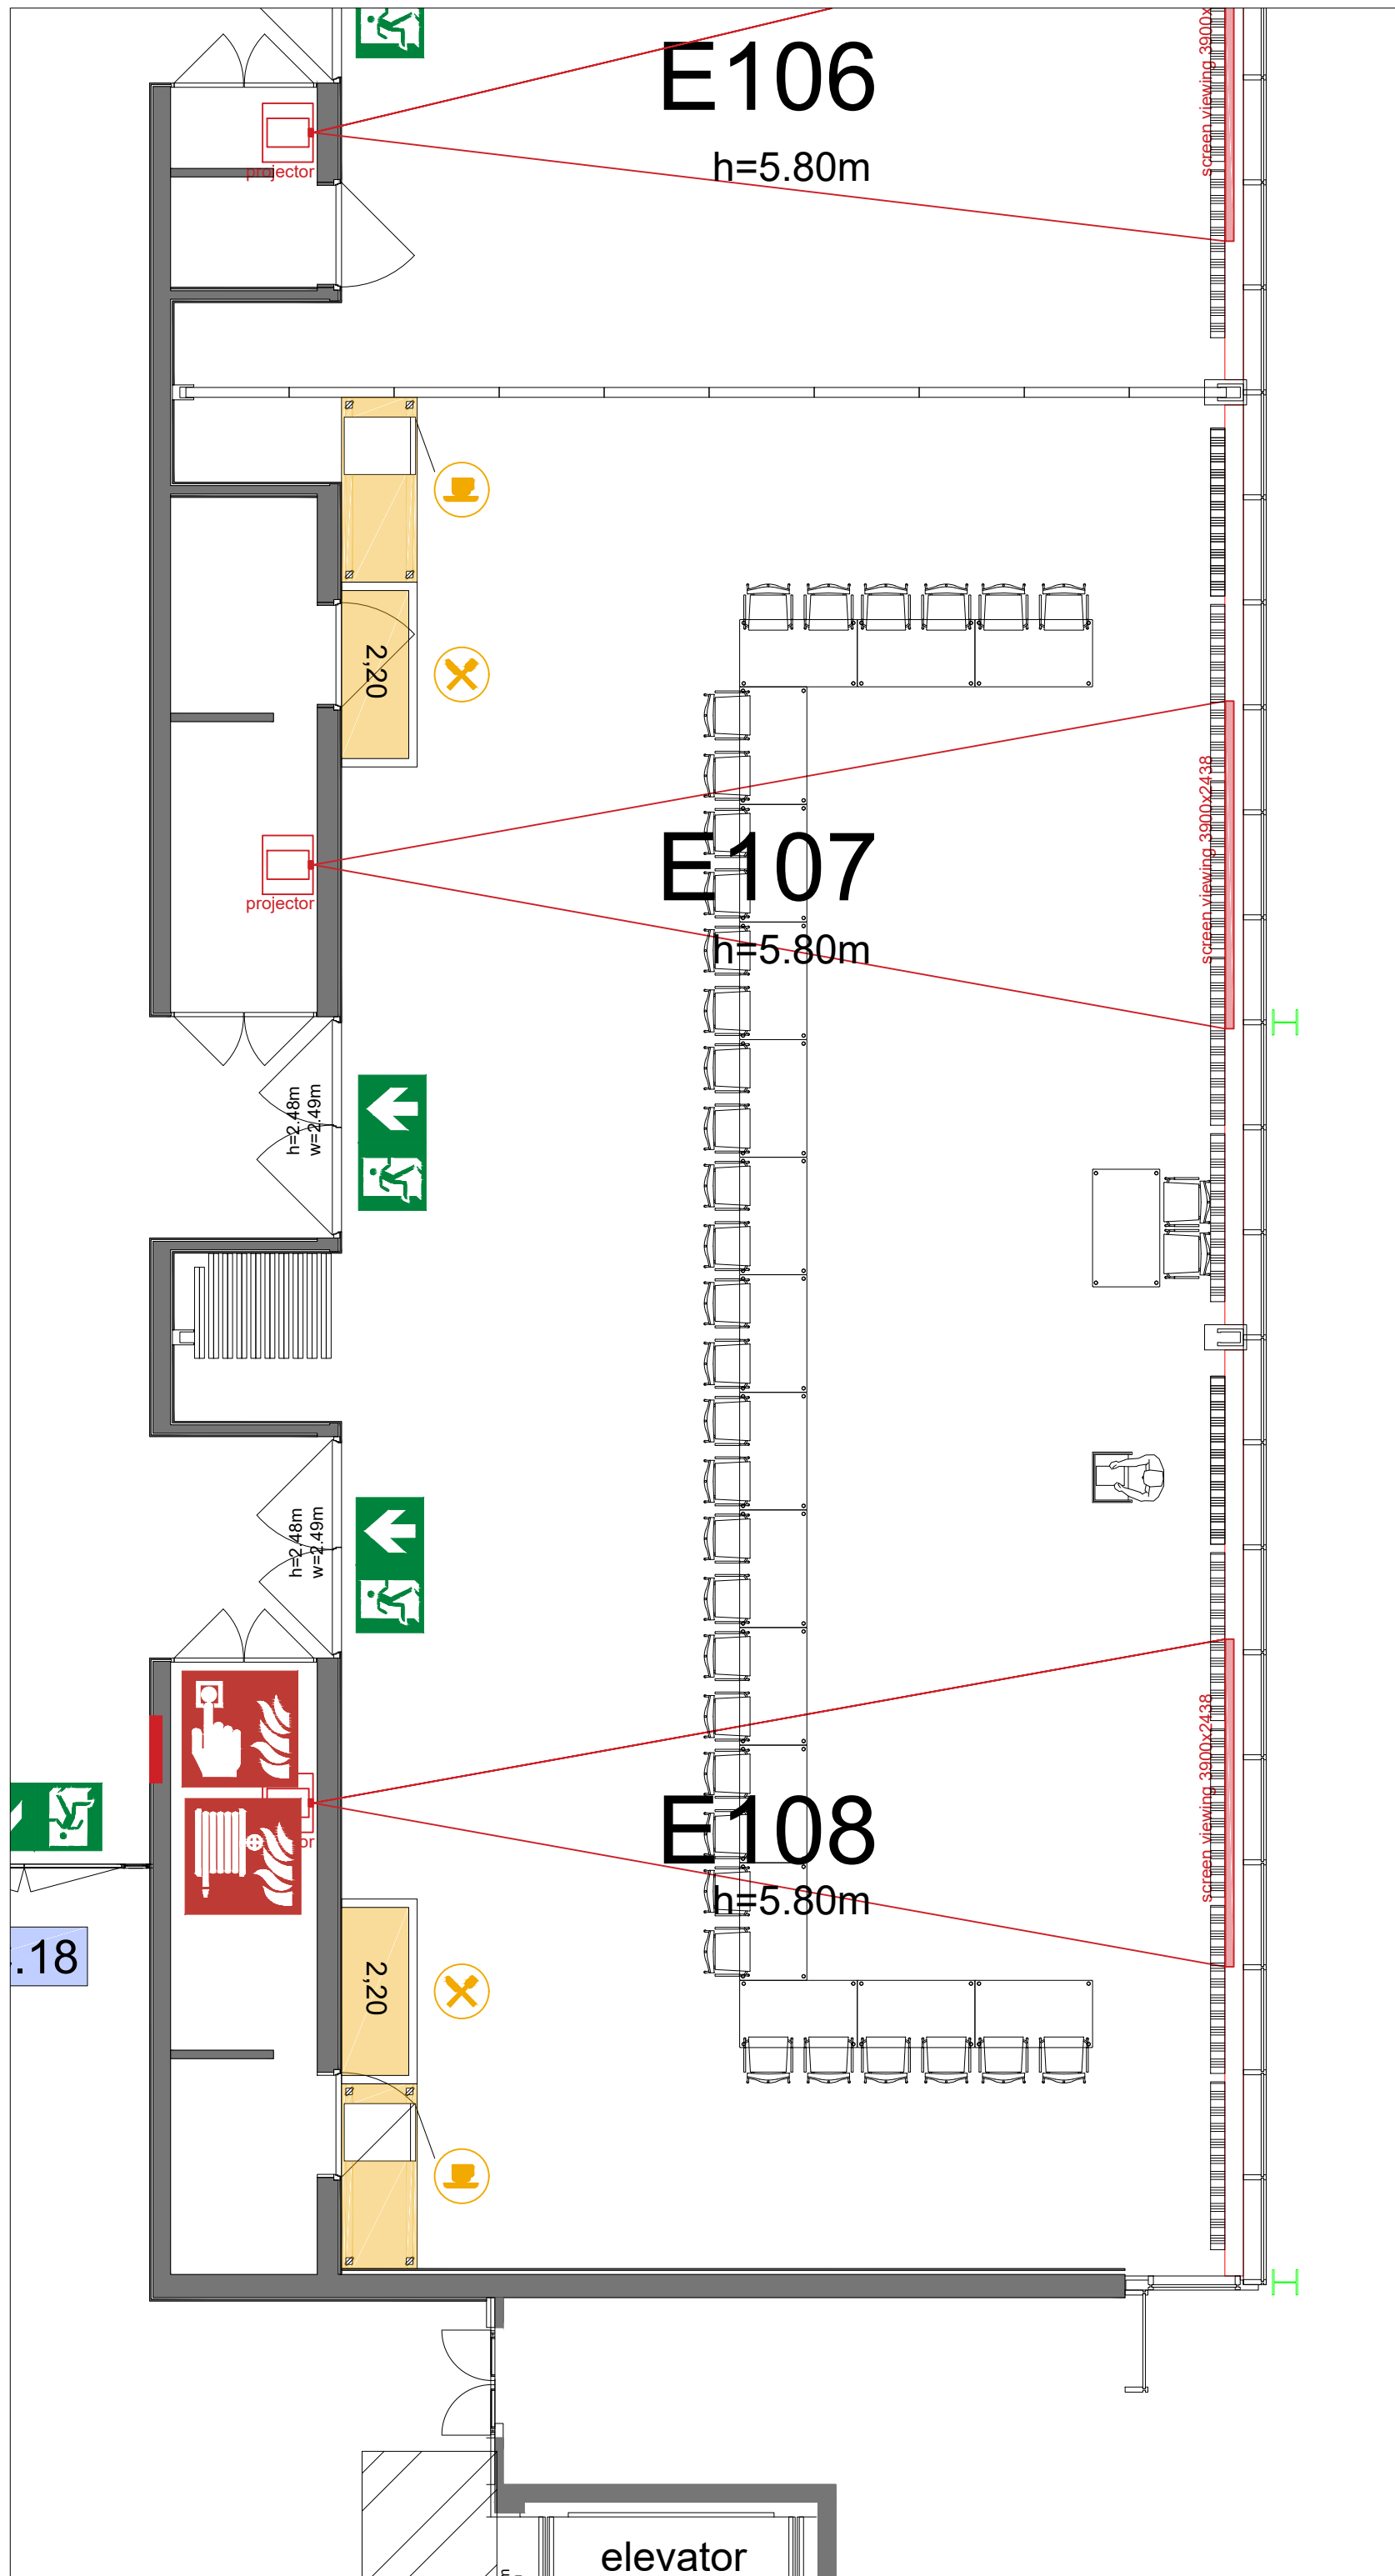 E106
h=5.80m
screen viewing 3900x
projector
2,20
E107
h=5.80m
screen viewing 3900x2438
projector
h=2.48m
w=2.49m
h=2.48m
w=2.49m
E108
h=5.80m
screen viewing 3900x2438
or
.18
2,20
elevator
m